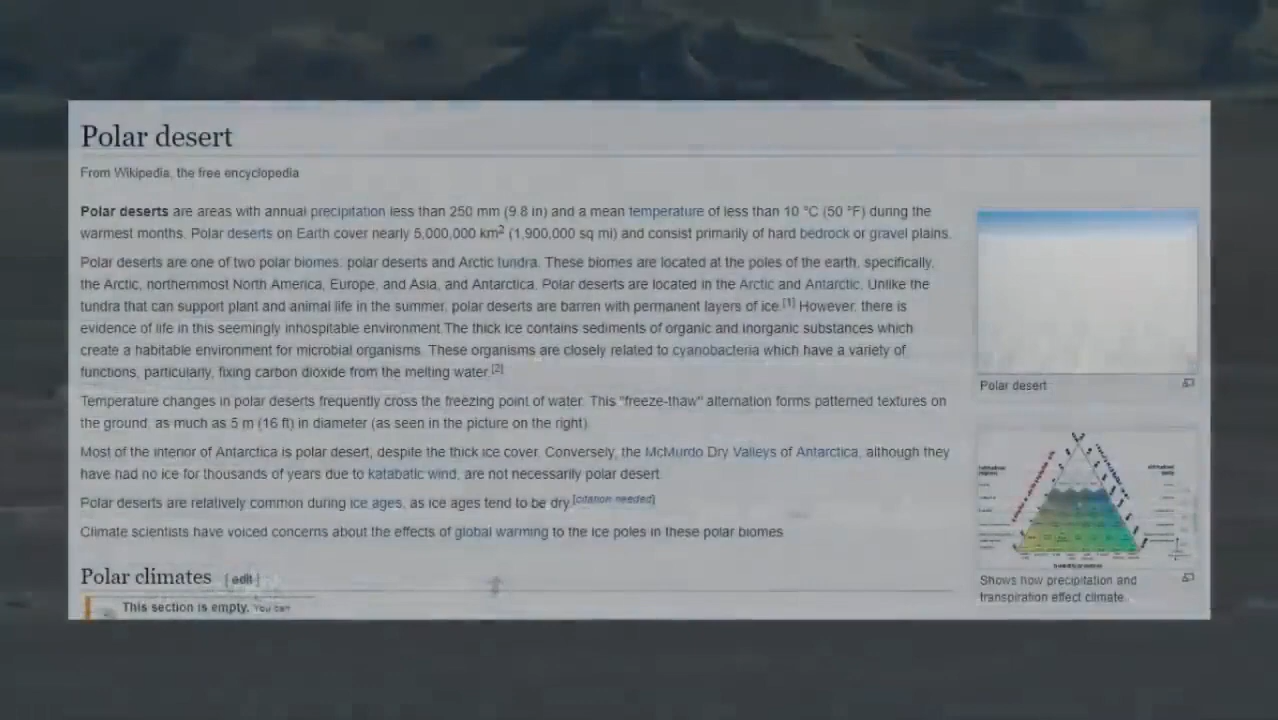 Polar desert
From Wikipedia, the free encyclopedia
Polar deserts are areas with annual precipitation less than 250 mm (9.8 in) and a mean temperature of less than 10 °C (50 °F) during the
warmest months. Polar deserts on Earth cover nearly 5,000,000 km² (1,900,000 sq mi) and consist primarily of hard bedrock or gravel plains.
Polar deserts are one of two polar biomes: polar deserts and Arctic tundra. These biomes are located at the poles of the earth, specifically,
the Arctic, northernmost North America, Europe, and Asia, and Antarctica. Polar deserts are located in the Arctic and Antarctic. Unlike the
tundra that can support plant and animal life in the summer, polar deserts are barren with permanent layers of ice.[1] However, there is
evidence of life in this seemingly inhospitable environment The thick ice contains sediments of organic and inorganic substances which
create a habitable environment for microbial organisms. These organisms are closely related to cyanobacteria which have a variety of
functions, particularly, fixing carbon dioxide from the melting water.[2]
Temperature changes in polar deserts frequently cross the freezing point of water. This "freeze-thaw" alternation forms patterned textures on
the ground, as much as 5 m (16 ft) in diameter (as seen in the picture on the right).
Most of the interior of Antarctica is polar desert, despite the thick ice cover. Conversely, the McMurdo Dry Valleys of Antarctica, although they
have had no ice for thousands of years due to katabatic wind, are not necessarily polar desert.
Polar deserts are relatively common during ice ages, as ice ages tend to be dry.[citation needed]
Climate scientists have voiced concerns about the effects of global warming to the ice poles in these polar biomes
Polar climates [edit]
This section is empty. You can
Polar desert
Shows how precipitation and
transpiration effect climate.